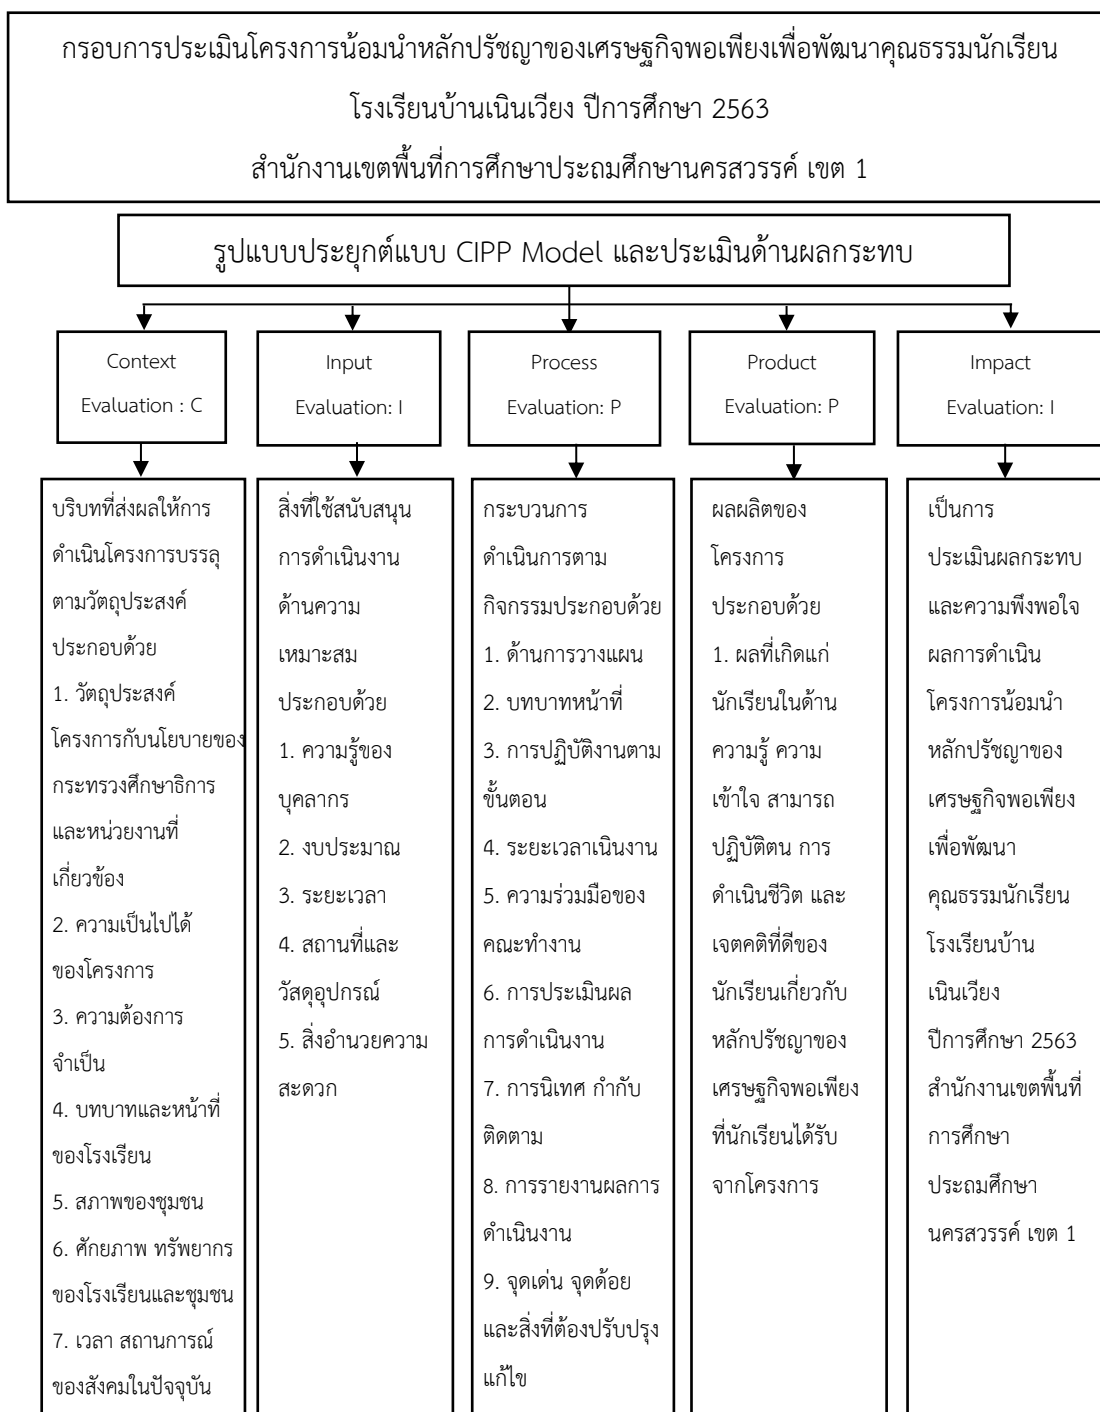 กรอบการประเมินโครงการน้อมนำหลักปรัชญาของเศรษฐกิจพอเพียงเพื่อพัฒนาคุณธรรมนักเรียน
โรงเรียนบ้านเนินเวียง ปีการศึกษา 2563
สำนักงานเขตพื้นที่การศึกษาประถมศึกษานครสวรรค์ เขต 1
รูปแบบประยุกต์แบบ CIPP Model และประเมินด้านผลกระทบ
Context
Evaluation : C
Input
Evaluation: I
Process
Evaluation: P
Product
Evaluation: P
Impact
Evaluation: I
บริบทที่ส่งผลให้การ
ดำเนินโครงการบรรลุ
ตามวัตถุประสงค์
ประกอบด้วย
1. วัตถุประสงค์
โครงการกับนโยบายของ
กระทรวงศึกษาธิการ
และหน่วยงานที่
เกี่ยวข้อง
2. ความเป็นไปได้
ของโครงการ
3. ความต้องการ
จำเป็น
4. บทบาทและหน้าที่
ของโรงเรียน
5. สภาพของชุมชน
6. ศักยภาพ ทรัพยากร
ของโรงเรียนและชุมชน
7. เวลา สถานการณ์
ของสังคมในปัจจุบัน
สิ่งที่ใช้สนับสนุน
การดำเนินงาน
ด้านความ
เหมาะสม
ประกอบด้วย
1. ความรู้ของ
บุคลากร
2. งบประมาณ
3. ระยะเวลา
4. สถานที่และ
วัสดุอุปกรณ์
5. สิ่งอำนวยความ
สะดวก
กระบวนการ
ดำเนินการตาม
กิจกรรมประกอบด้วย
1. ด้านการวางแผน
2. บทบาทหน้าที่
3. การปฏิบัติงานตาม
ขั้นตอน
4. ระยะเวลาเนินงาน
5. ความร่วมมือของ
คณะทำงาน
6. การประเมินผล
การดำเนินงาน
7. การนิเทศ กำกับ
ติดตาม
8. การรายงานผลการ
ดำเนินงาน
9. จุดเด่น จุดด้อย
และสิ่งที่ต้องปรับปรุง
แก้ไข
ผลผลิตของ
โครงการ
ประกอบด้วย
1. ผลที่เกิดแก่
นักเรียนในด้าน
ความรู้ ความ
เข้าใจ สามารถ
ปฏิบัติตน การ
ดำเนินชีวิต และ
เจตคติที่ดีของ
นักเรียนเกี่ยวกับ
หลักปรัชญาของ
เศรษฐกิจพอเพียง
ที่นักเรียนได้รับ
จากโครงการ
เป็นการ
ประเมินผลกระทบ
และความพึงพอใจ
ผลการดำเนิน
โครงการน้อมนำ
หลักปรัชญาของ
เศรษฐกิจพอเพียง
เพื่อพัฒนา
คุณธรรมนักเรียน
โรงเรียนบ้าน
เนินเวียง
ปีการศึกษา 2563
สำนักงานเขตพื้นที่
การศึกษา
ประถมศึกษา
นครสวรรค์ เขต 1